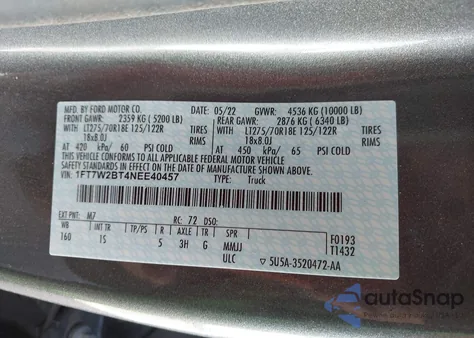 MFD. BY FORD MOTOR CO.
05/22 GVWR: 4536 KG (10000 LB)
FRONT GAWR: 2359 KG ( 5200 LB) REAR GAWR: 2876 KG ( 6340 LB)
WITH LT275/70R18E 125/122R TIRES WITH LT275/70R18E 125/122R TIRES
18x8.0J RIMS 18x8.0J RIMS
AT 420 kPa/ 60 PSI COLD AT 450 kPa/ 65 PSI COLD
THIS VEHICLE CONFORMS TO ALL APPLICABLE FEDERAL MOTOR VEHICLE
SAFETY STANDARDS IN EFFECT ON THE DATE OF MANUFACTURE SHOWN ABOVE.
VIN: 1FT7W2BT4NEE40457 TYPE: Truck
EXT PNT: M7 RC: 72 DSO: F0193
WB INT TR TP/PS R AXLE TR SPR T1432
160 IS 5 3H G MMJJ
ULC ▽ 5U5A-3520472-AA
autoSnap